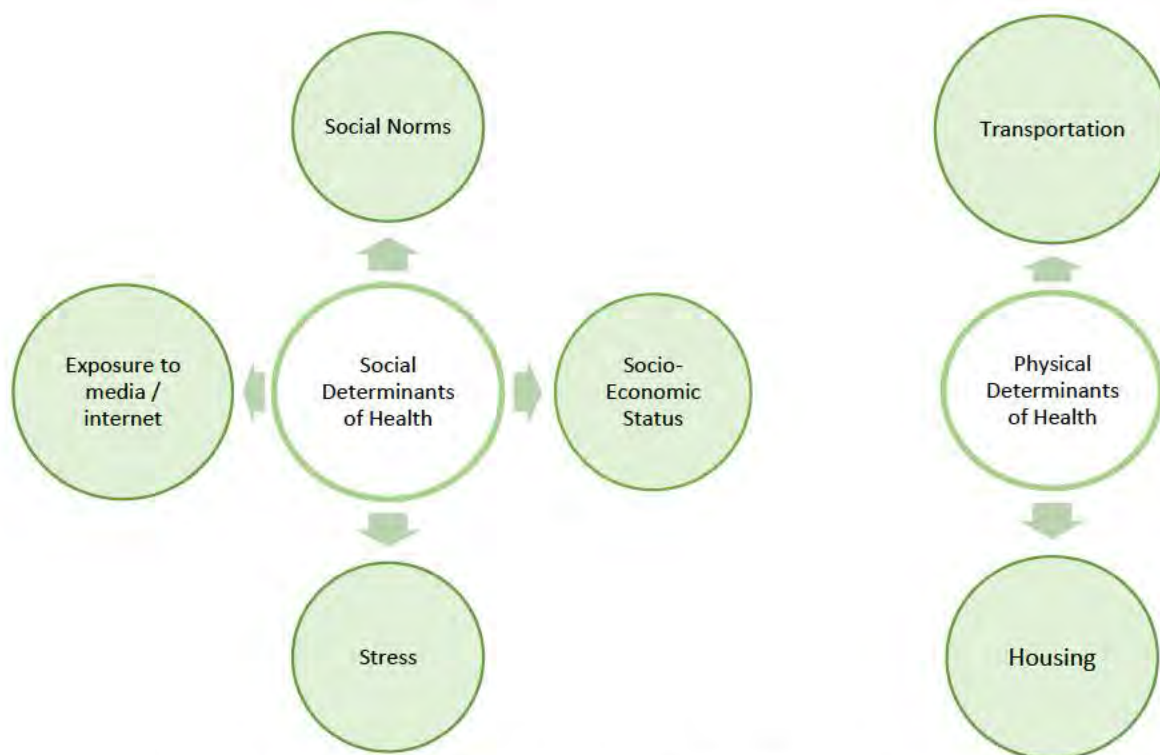 Social Norms
Exposure to
media /
internet
Social
Determinants
of Health
Socio-
Economic
Status
Stress
Transportation
Physical
Determinants
of Health
Housing